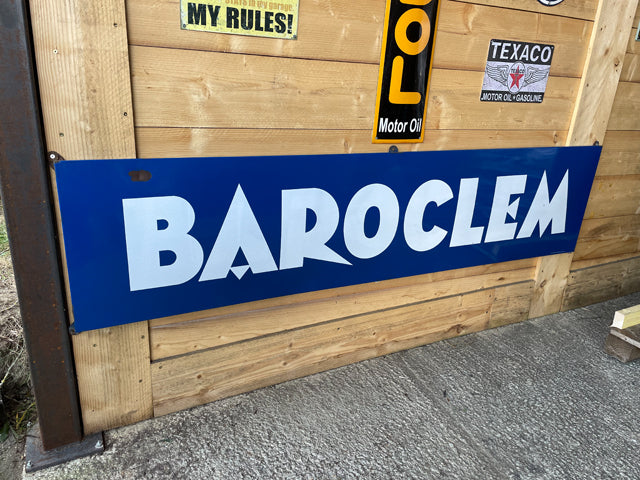 MY RULES!
OL
Motor Oil
TEXACO
MOTOR OIL • GASOLINE
BAROCLEM